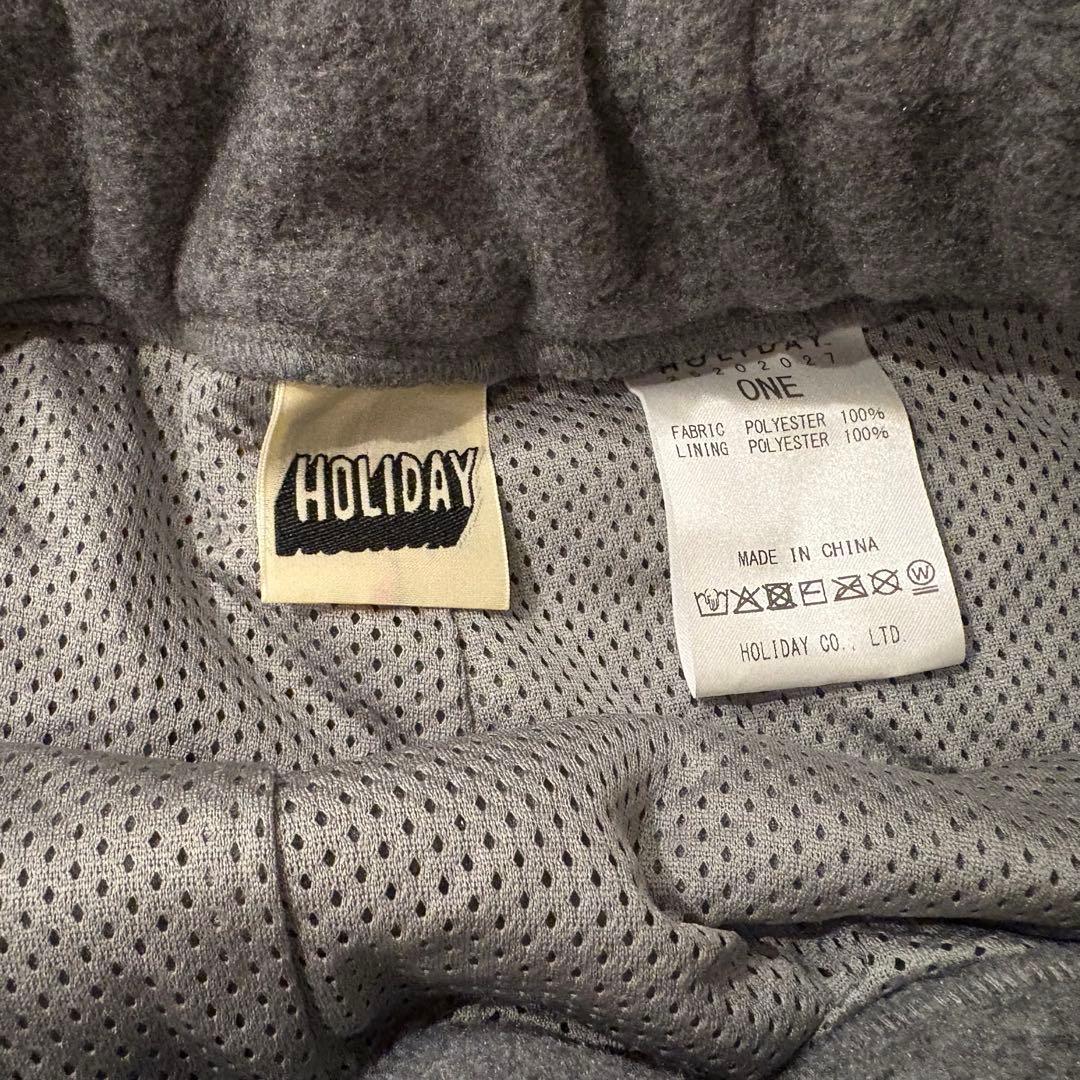 HOLIDAY
HOLIDAY
ONE
FABRIC POLYESTER 100%
LINING POLYESTER 100%
MADE IN CHINA
W
HOLIDAY CO., LTD